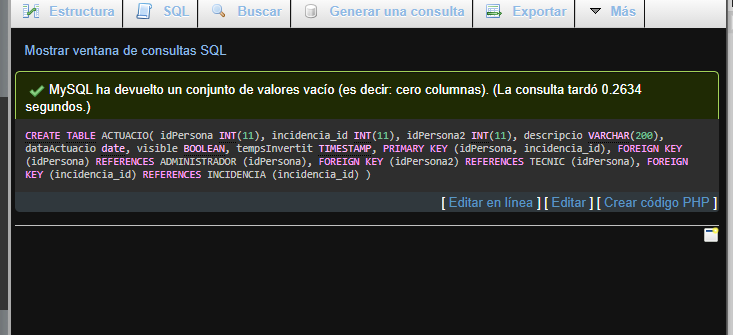 Estructura SQL Buscar Generar una consulta Exportar Más
Mostrar ventana de consultas SQL
MySQL ha devuelto un conjunto de valores vacío (es decir: cero columnas). (La consulta tardó 0.2634
segundos.)
CREATE TABLE ACTUACIO( idPersona INT(11), incidencia_id INT(11), idPersona2 INT(11), descripcio VARCHAR(200),
dataActuacio date, visible BOOLEAN, tempsInvertit TIMESTAMP, PRIMARY KEY (idPersona, incidencia_id), FOREIGN KEY
(idPersona) REFERENCES ADMINISTRADOR (idPersona), FOREIGN KEY (idPersona2) REFERENCES TECNIC (idPersona), FOREIGN
KEY (incidencia_id) REFERENCES INCIDENCIA (incidencia_id) )
[ Editar en línea ] [ Editar ] [ Crear código PHP ]